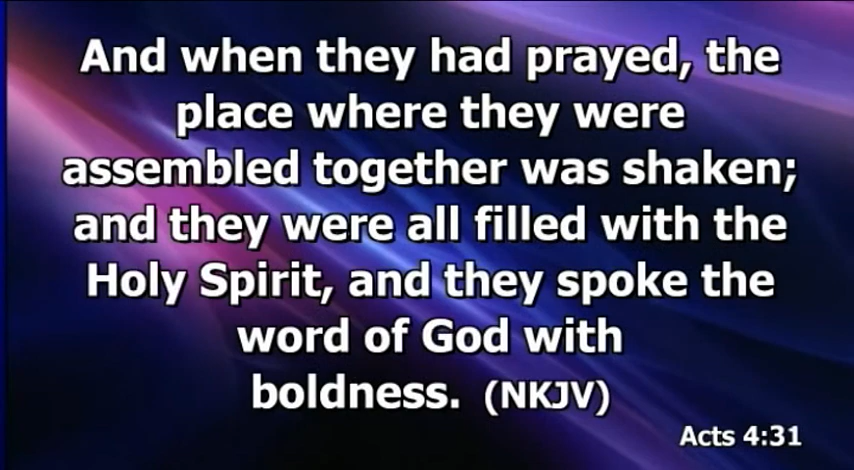 And when they had prayed, the
place where they were
assembled together was shaken;
and they were all filled with the
Holy Spirit, and they spoke the
word of God with
boldness. (NKJV)
Acts 4:31